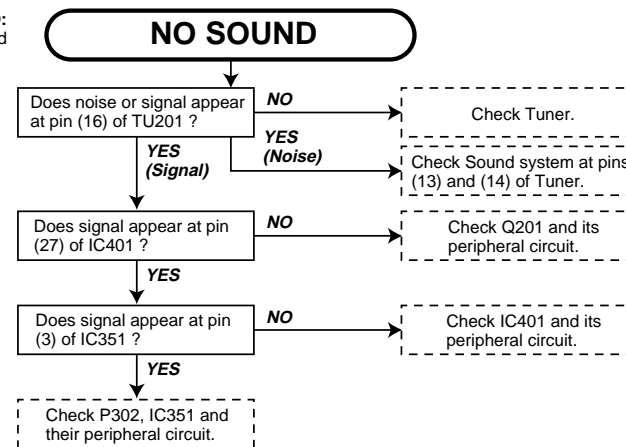 :
d
NO SOUND
Does noise or signal appear
at pin (16) of TU201 ?
NO
Check Tuner.
YES
(Signal)
YES
(Noise)
Check Sound system at pins
(13) and (14) of Tuner.
Does signal appear at pin
(27) of IC401 ?
NO
Check Q201 and its
peripheral circuit.
YES
Does signal appear at pin
(3) of IC351 ?
NO
Check IC401 and its
peripheral circuit.
YES
Check P302, IC351 and
their peripheral circuit.